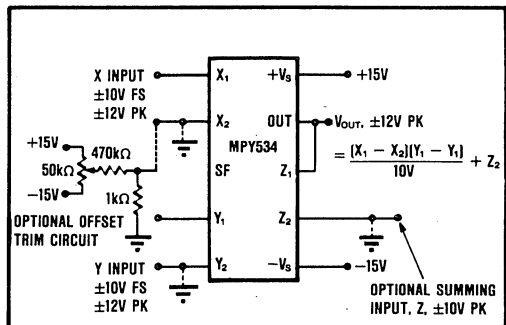 X INPUT
±10V FS
±12V PK
X₁
+Vₛ
+15V
X₂
OUT
VOUT, ±12V PK
MPY534
= (X₁ − X₂)(Y₁ − Y₁) / 10V + Z₂
+15V
470kΩ
50kΩ
SF
Z₁
−15V
1kΩ
OPTIONAL OFFSET
TRIM CIRCUIT
Y₁
Z₂
Y INPUT
±10V FS
±12V PK
Y₂
−Vₛ
−15V
OPTIONAL SUMMING
INPUT, Z, ±10V PK